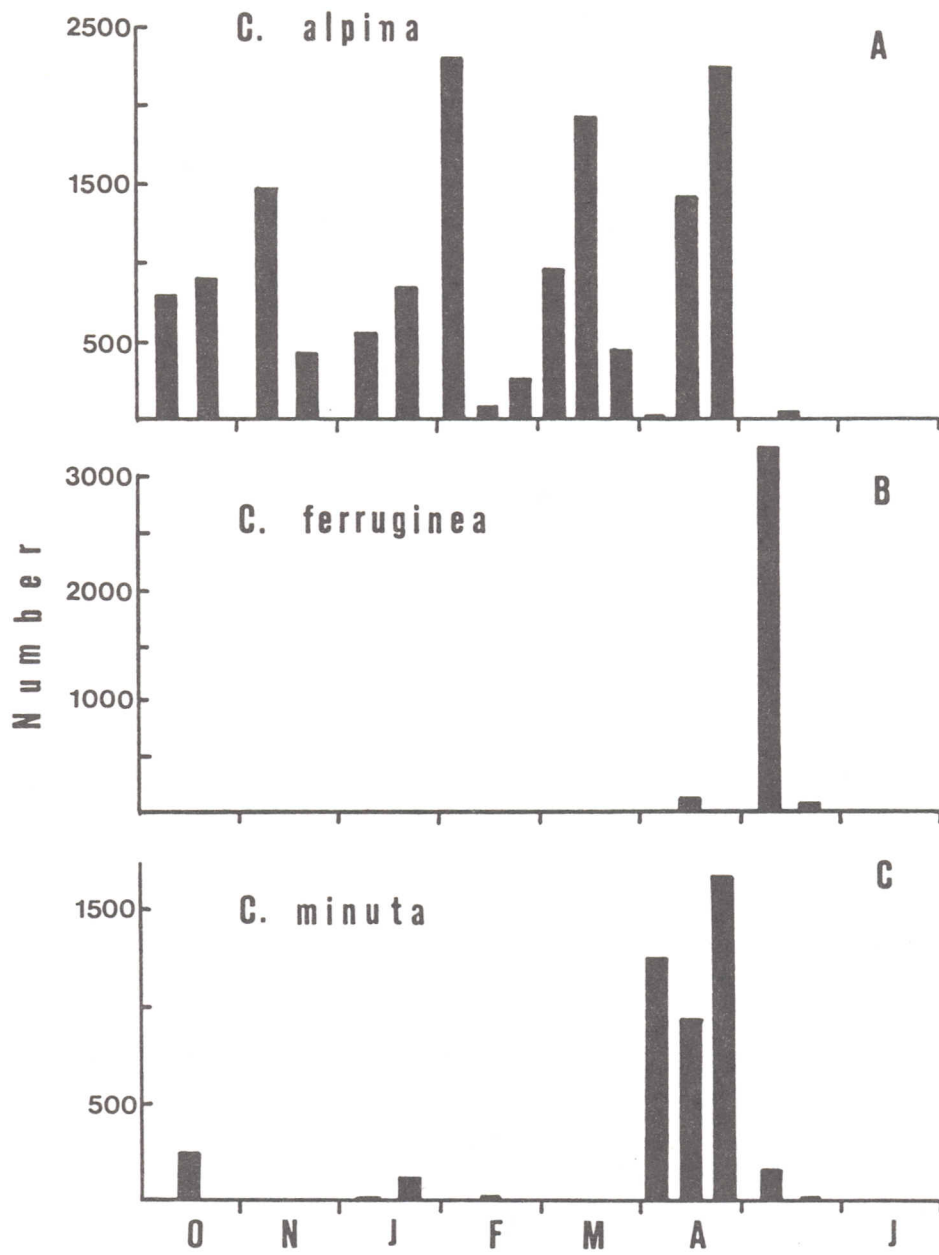 C. alpina
A
2500
1500
500
C. ferruginea
B
3000
2000
1000
Number
C. minuta
C
1500
500
O N J F M A J